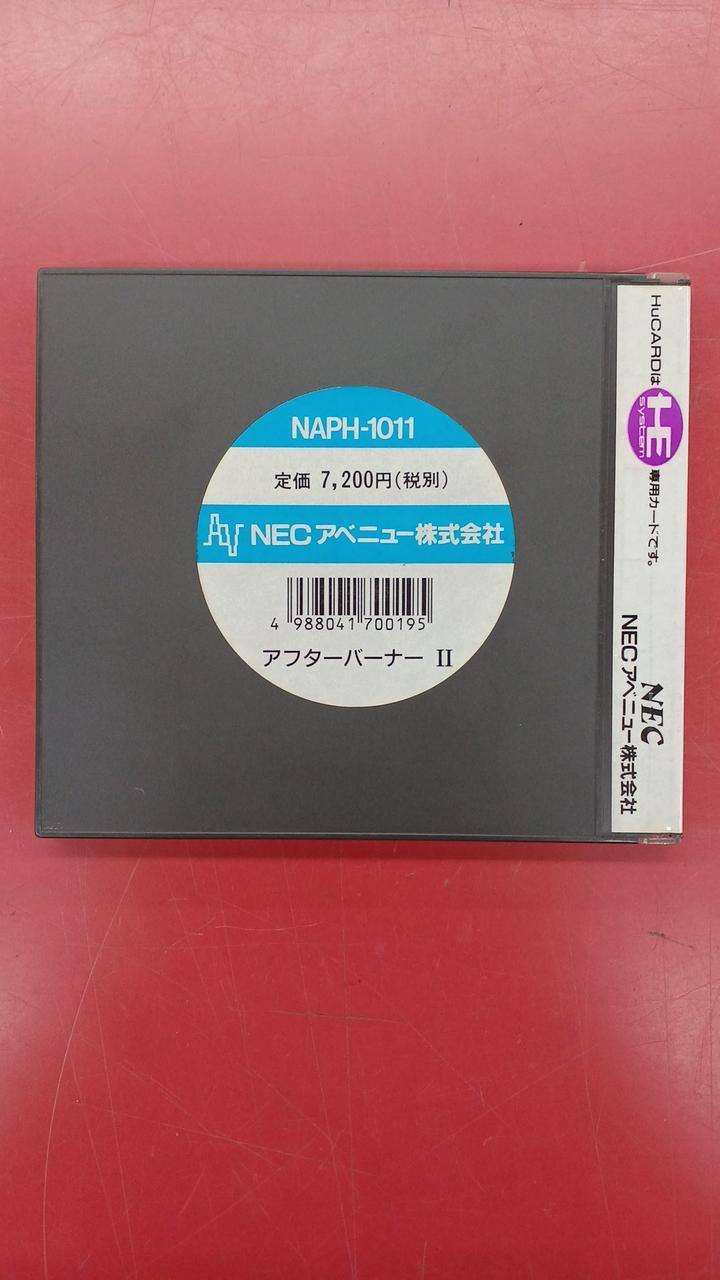 NAPH-1011
定価 7,200円(税別)
NECアベニュー株式会社
4 988041 700195
アフターバーナー II
HuCARDは HE system 専用カードです。
NEC
NECアベニュー株式会社